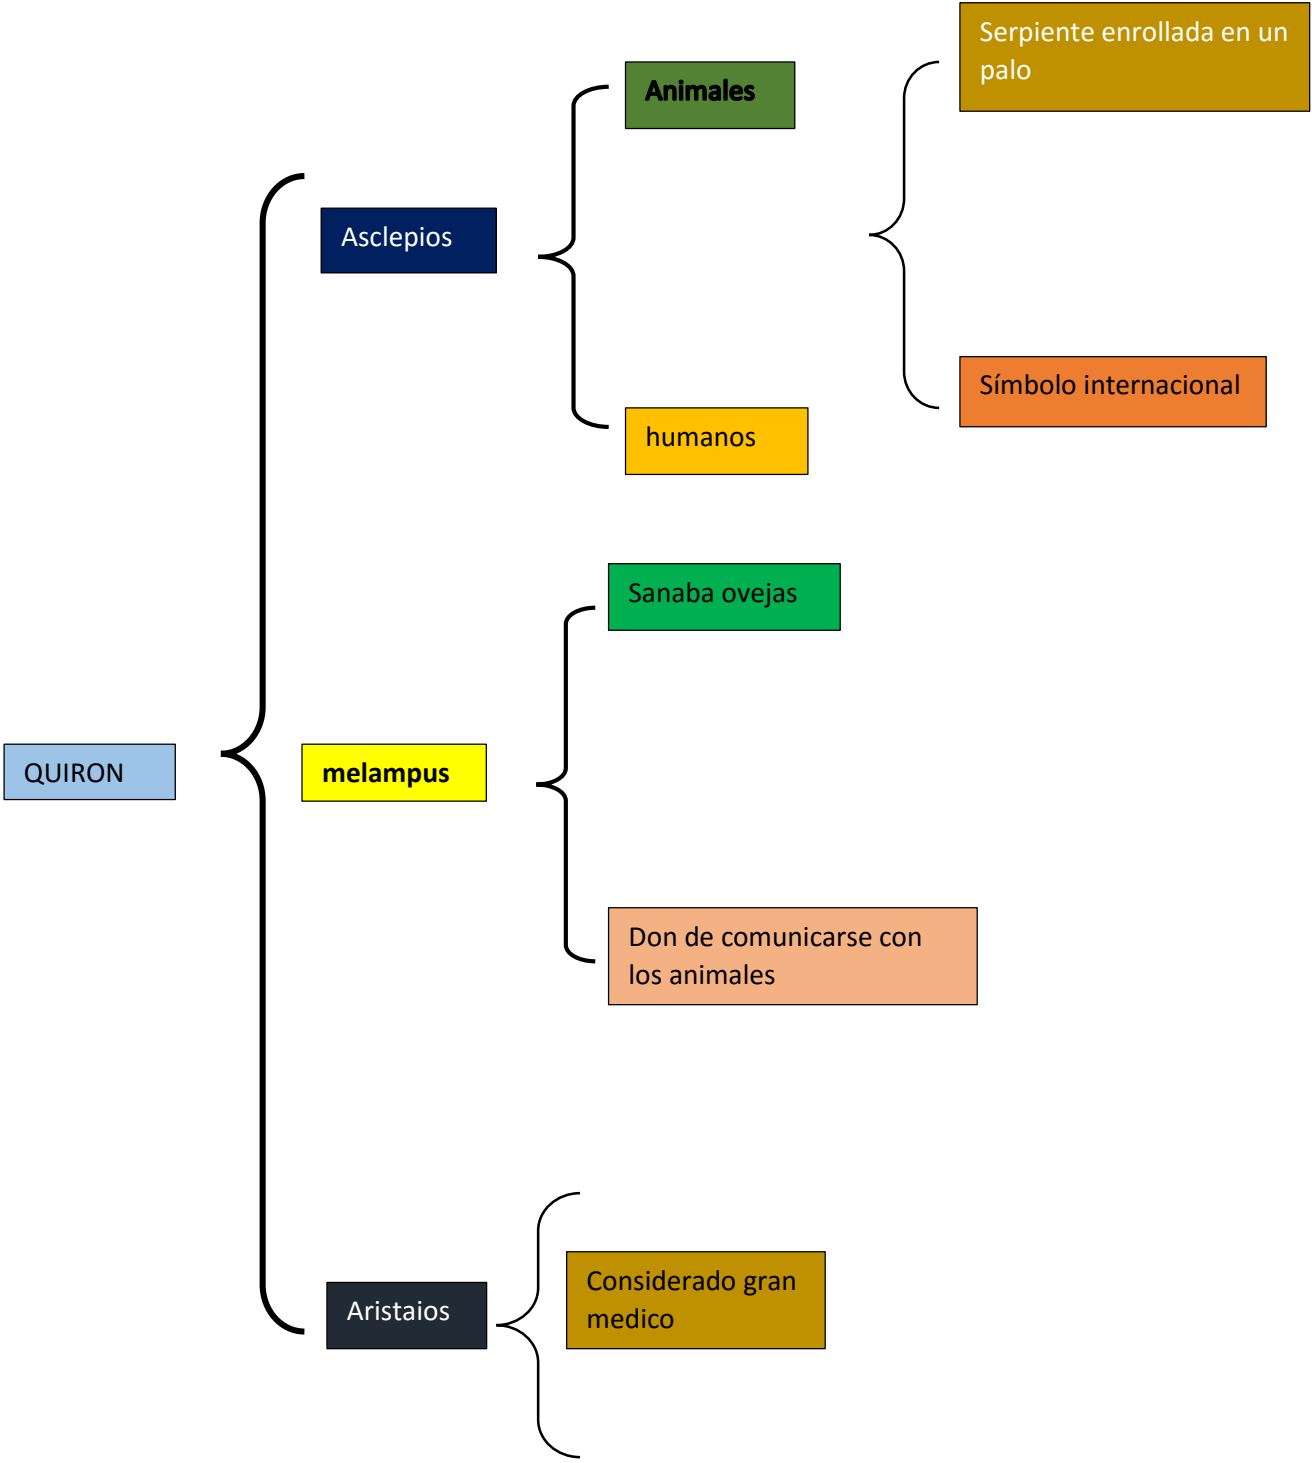 Serpiente enrollada en un
palo
Animales
Asclepios
Símbolo internacional
humanos
Sanaba ovejas
QUIRON
melampus
Don de comunicarse con
los animales
Considerado gran
medico
Aristaios